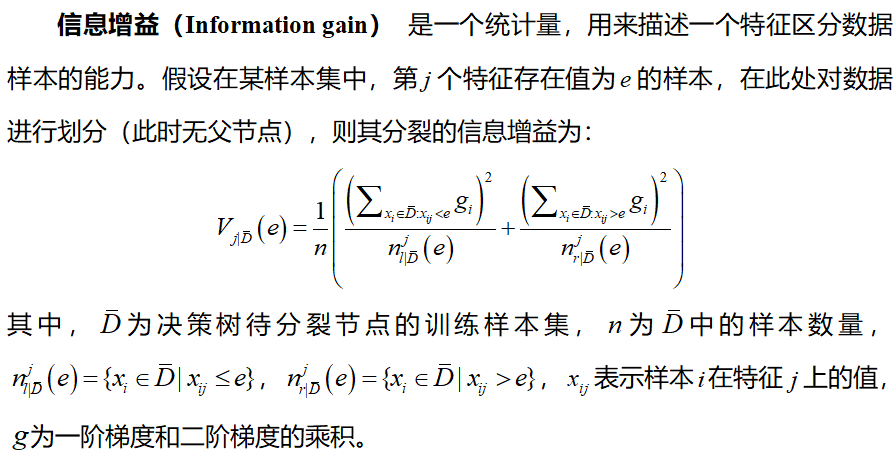 信息增益（Information gain） 是一个统计量，用来描述一个特征区分数据
样本的能力。假设在某样本集中，第 j 个特征存在值为 e 的样本，在此处对数据
进行划分（此时无父节点），则其分裂的信息增益为：
$V_{j|\bar{D}}(e)=\frac{1}{n}\left(\frac{\left(\sum_{x_i\in\bar{D}:x_{ij}<e}g_i\right)^2}{n_{l|\bar{D}}^{j}(e)}+\frac{\left(\sum_{x_i\in\bar{D}:x_{ij}>e}g_i\right)^2}{n_{r|\bar{D}}^{j}(e)}\right)$
其中，$\bar{D}$ 为决策树待分裂节点的训练样本集，n 为 $\bar{D}$ 中的样本数量，
$n_{l|\bar{D}}^{j}(e)=\{x_i\in\bar{D}|x_{ij}\leq e\}$，$n_{r|\bar{D}}^{j}(e)=\{x_i\in\bar{D}|x_{ij}>e\}$，$x_{ij}$ 表示样本 i 在特征 j 上的值，
g 为一阶梯度和二阶梯度的乘积。